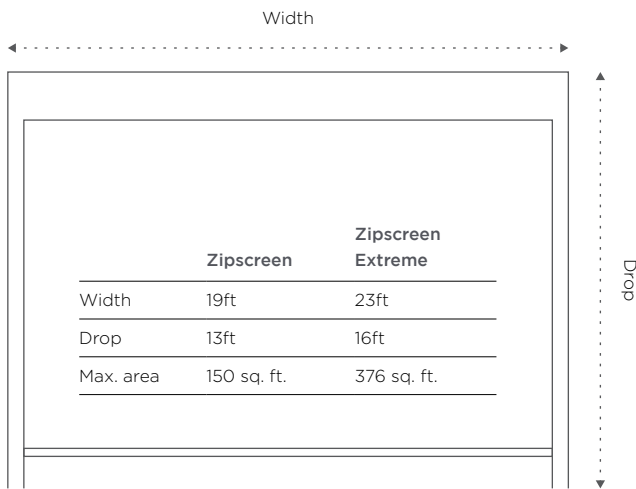 Width
Zipscreen
Zipscreen Extreme
Width 19ft 23ft
Drop 13ft 16ft
Max. area 150 sq. ft. 376 sq. ft.
Drop